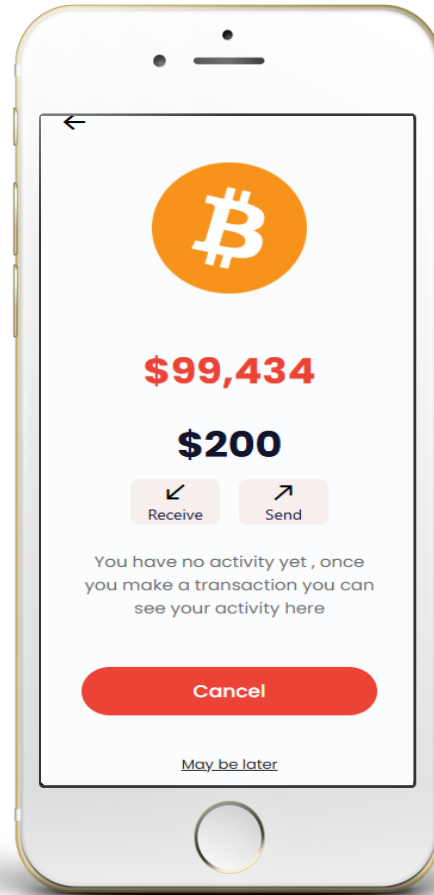 $99,434
$200
Receive
Send
You have no activity yet , once
you make a transaction you can
see your activity here
Cancel
May be later